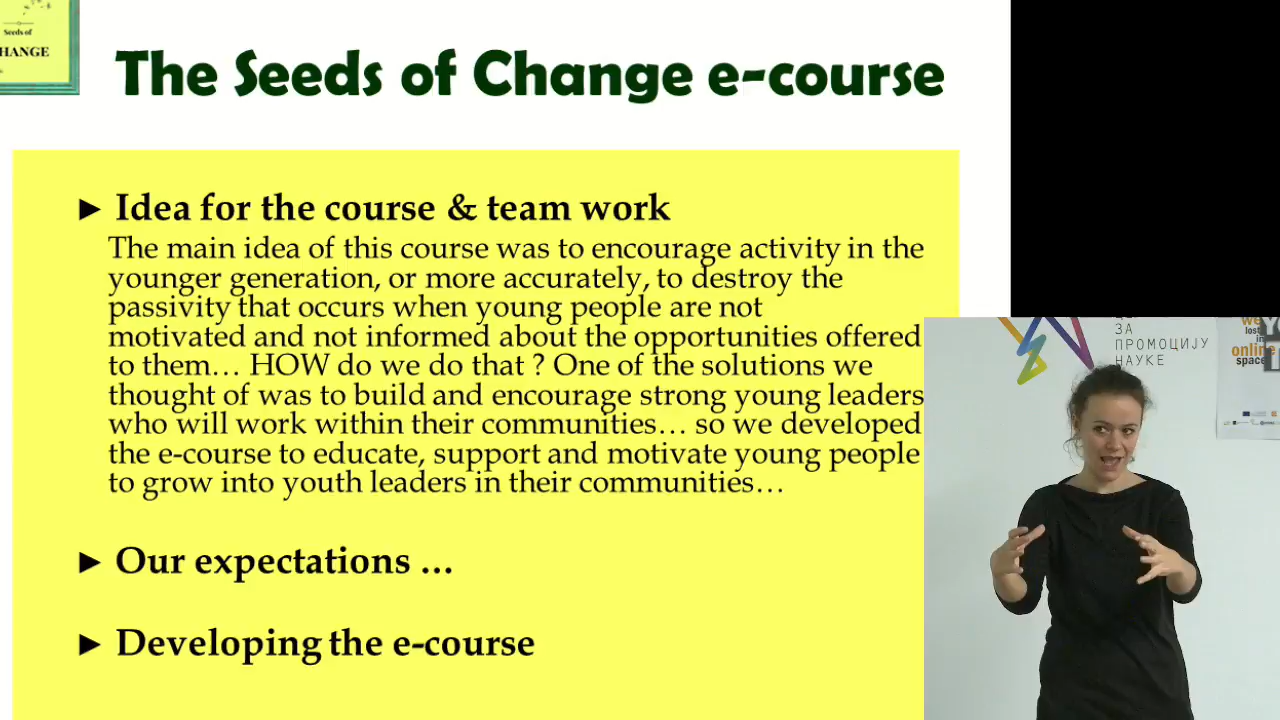 Seeds of
HANGE
The Seeds of Change e-course
► Idea for the course & team work
The main idea of this course was to encourage activity in the
younger generation, or more accurately, to destroy the
passivity that occurs when young people are not
motivated and not informed about the opportunities offered
to them… HOW do we do that ? One of the solutions we
thought of was to build and encourage strong young leaders
who will work within their communities… so we developed
the e-course to educate, support and motivate young people
to grow into youth leaders in their communities…
► Our expectations …
► Developing the e-course
ЗА
ПРОМОЦИЈУ
НАУКЕ
we
lost
in
online
space